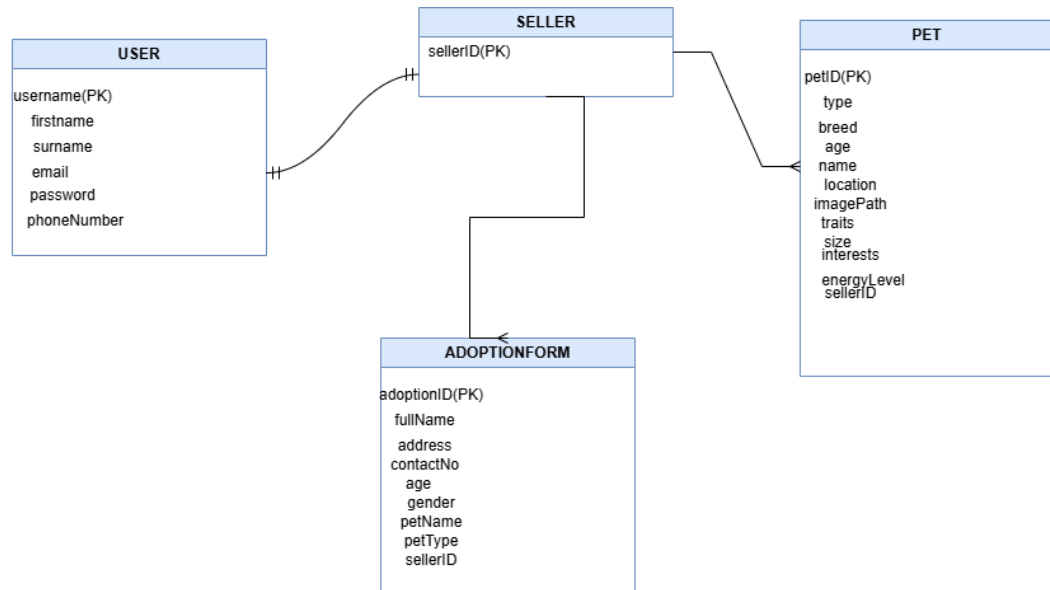 USER
username(PK)
firstname
surname
email
password
phoneNumber
SELLER
sellerID(PK)
PET
petID(PK)
type
breed
age
name
location
imagePath
traits
size
interests
energyLevel
sellerID
ADOPTIONFORM
adoptionID(PK)
fullName
address
contactNo
age
gender
petName
petType
sellerID